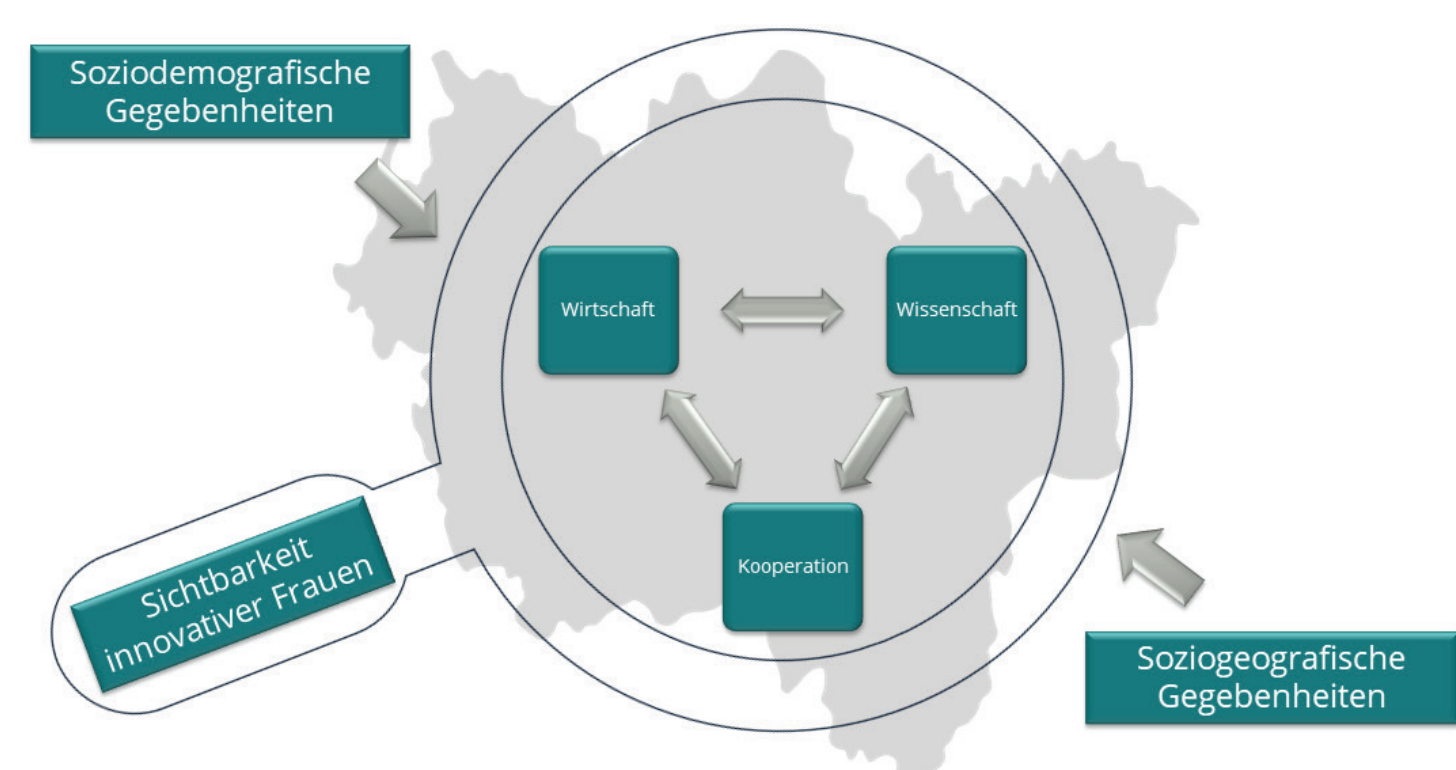 Soziodemografische
Gegebenheiten
Wirtschaft
Wissenschaft
Kooperation
Sichtbarkeit
innovativer Frauen
Soziogeografische
Gegebenheiten